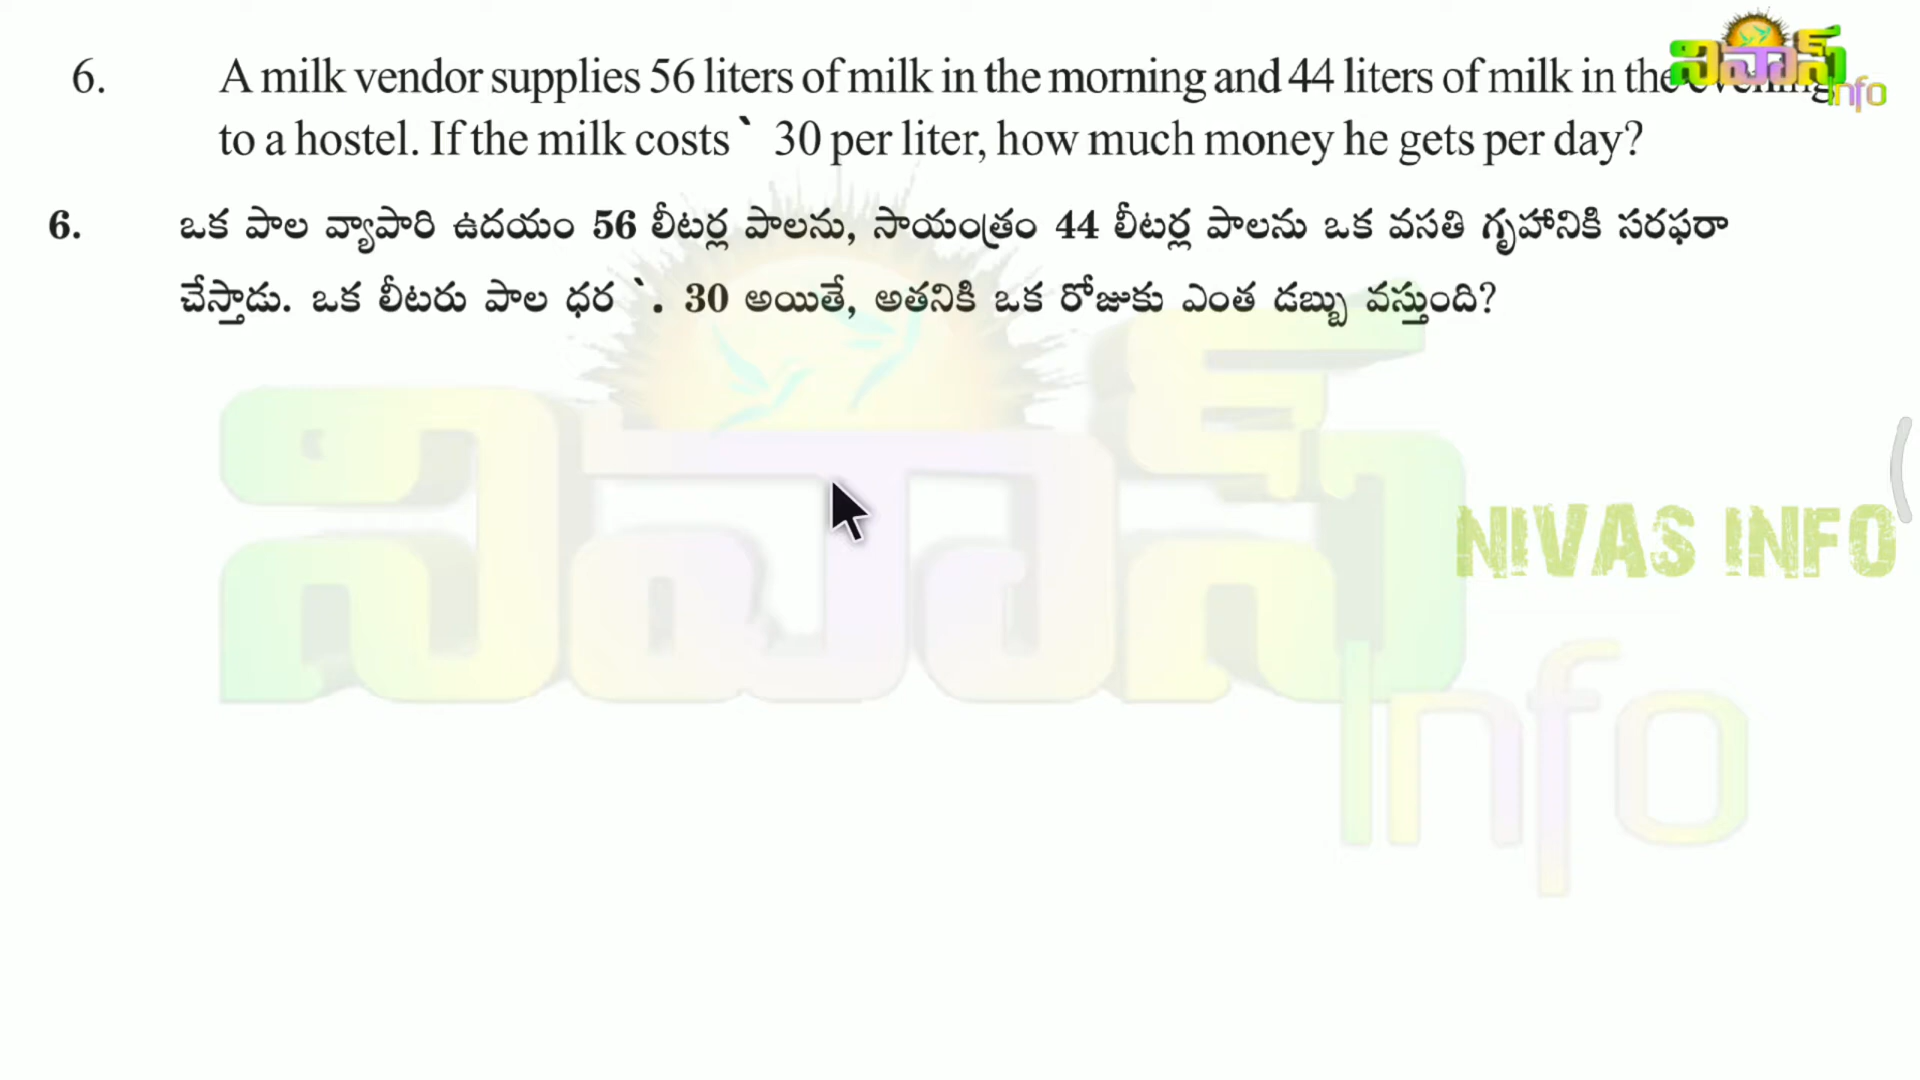 6. A milk vendor supplies 56 liters of milk in the morning and 44 liters of milk in the evening
to a hostel. If the milk costs ` 30 per liter, how much money he gets per day?
6. ఒక పాల వ్యాపారి ఉదయం 56 లీటర్ల పాలను, సాయంత్రం 44 లీటర్ల పాలను ఒక వసతి గృహానికి సరఫరా
చేస్తాడు. ఒక లీటరు పాల ధర `. 30 అయితే, అతనికి ఒక రోజుకు ఎంత డబ్బు వస్తుంది?
నివాస్
Info
NIVAS INFO
నివాస్
Info